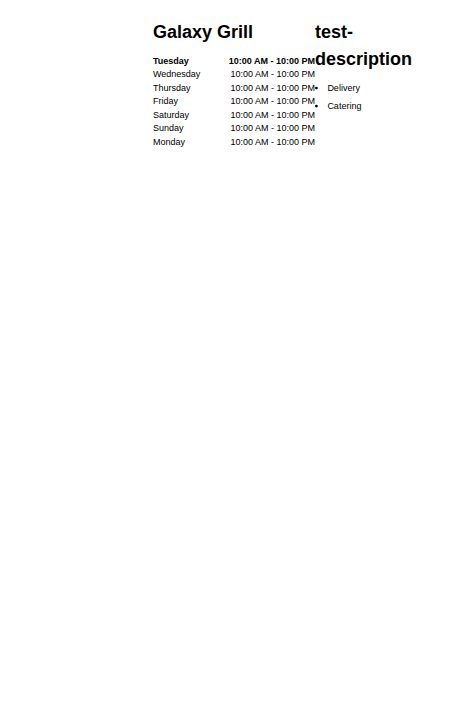 Galaxy Grill
Tuesday 10:00 AM - 10:00 PM
Wednesday 10:00 AM - 10:00 PM
Thursday 10:00 AM - 10:00 PM
Friday 10:00 AM - 10:00 PM
Saturday 10:00 AM - 10:00 PM
Sunday 10:00 AM - 10:00 PM
Monday 10:00 AM - 10:00 PM
test-
description
• Delivery
• Catering